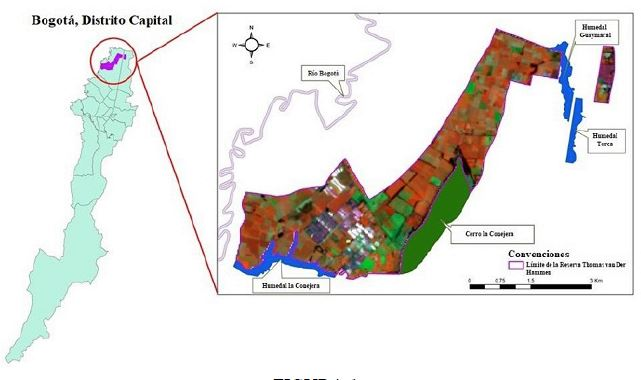 Bogotá, Distrito Capital
N
W
E
S
Río Bogotá
Humedal
Guaymaral
Humedal
Torca
Cerro la Conejera
Convenciones
Límite de la Reserva Thomas van Der
Hammen
Humedal la Conejera
0 0.75 1.5 3 Km